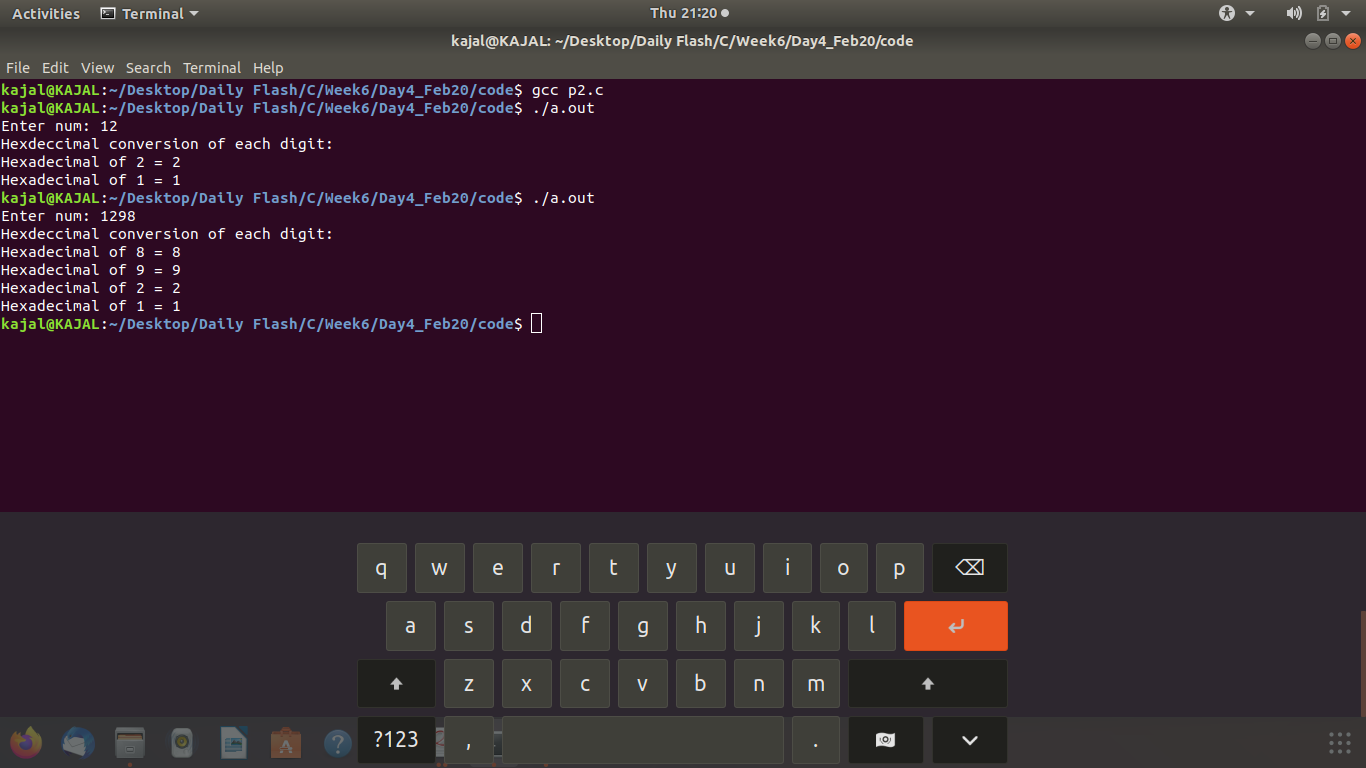 Activities Terminal Thu 21:20
kajal@KAJAL: ~/Desktop/Daily Flash/C/Week6/Day4_Feb20/code
File Edit View Search Terminal Help
kajal@KAJAL:~/Desktop/Daily Flash/C/Week6/Day4_Feb20/code$ gcc p2.c
kajal@KAJAL:~/Desktop/Daily Flash/C/Week6/Day4_Feb20/code$ ./a.out
Enter num: 12
Hexdeccimal conversion of each digit:
Hexadecimal of 2 = 2
Hexadecimal of 1 = 1
kajal@KAJAL:~/Desktop/Daily Flash/C/Week6/Day4_Feb20/code$ ./a.out
Enter num: 1298
Hexdeccimal conversion of each digit:
Hexadecimal of 8 = 8
Hexadecimal of 9 = 9
Hexadecimal of 2 = 2
Hexadecimal of 1 = 1
kajal@KAJAL:~/Desktop/Daily Flash/C/Week6/Day4_Feb20/code$
q w e r t y u i o p
a s d f g h j k l
z x c v b n m
?123 , .